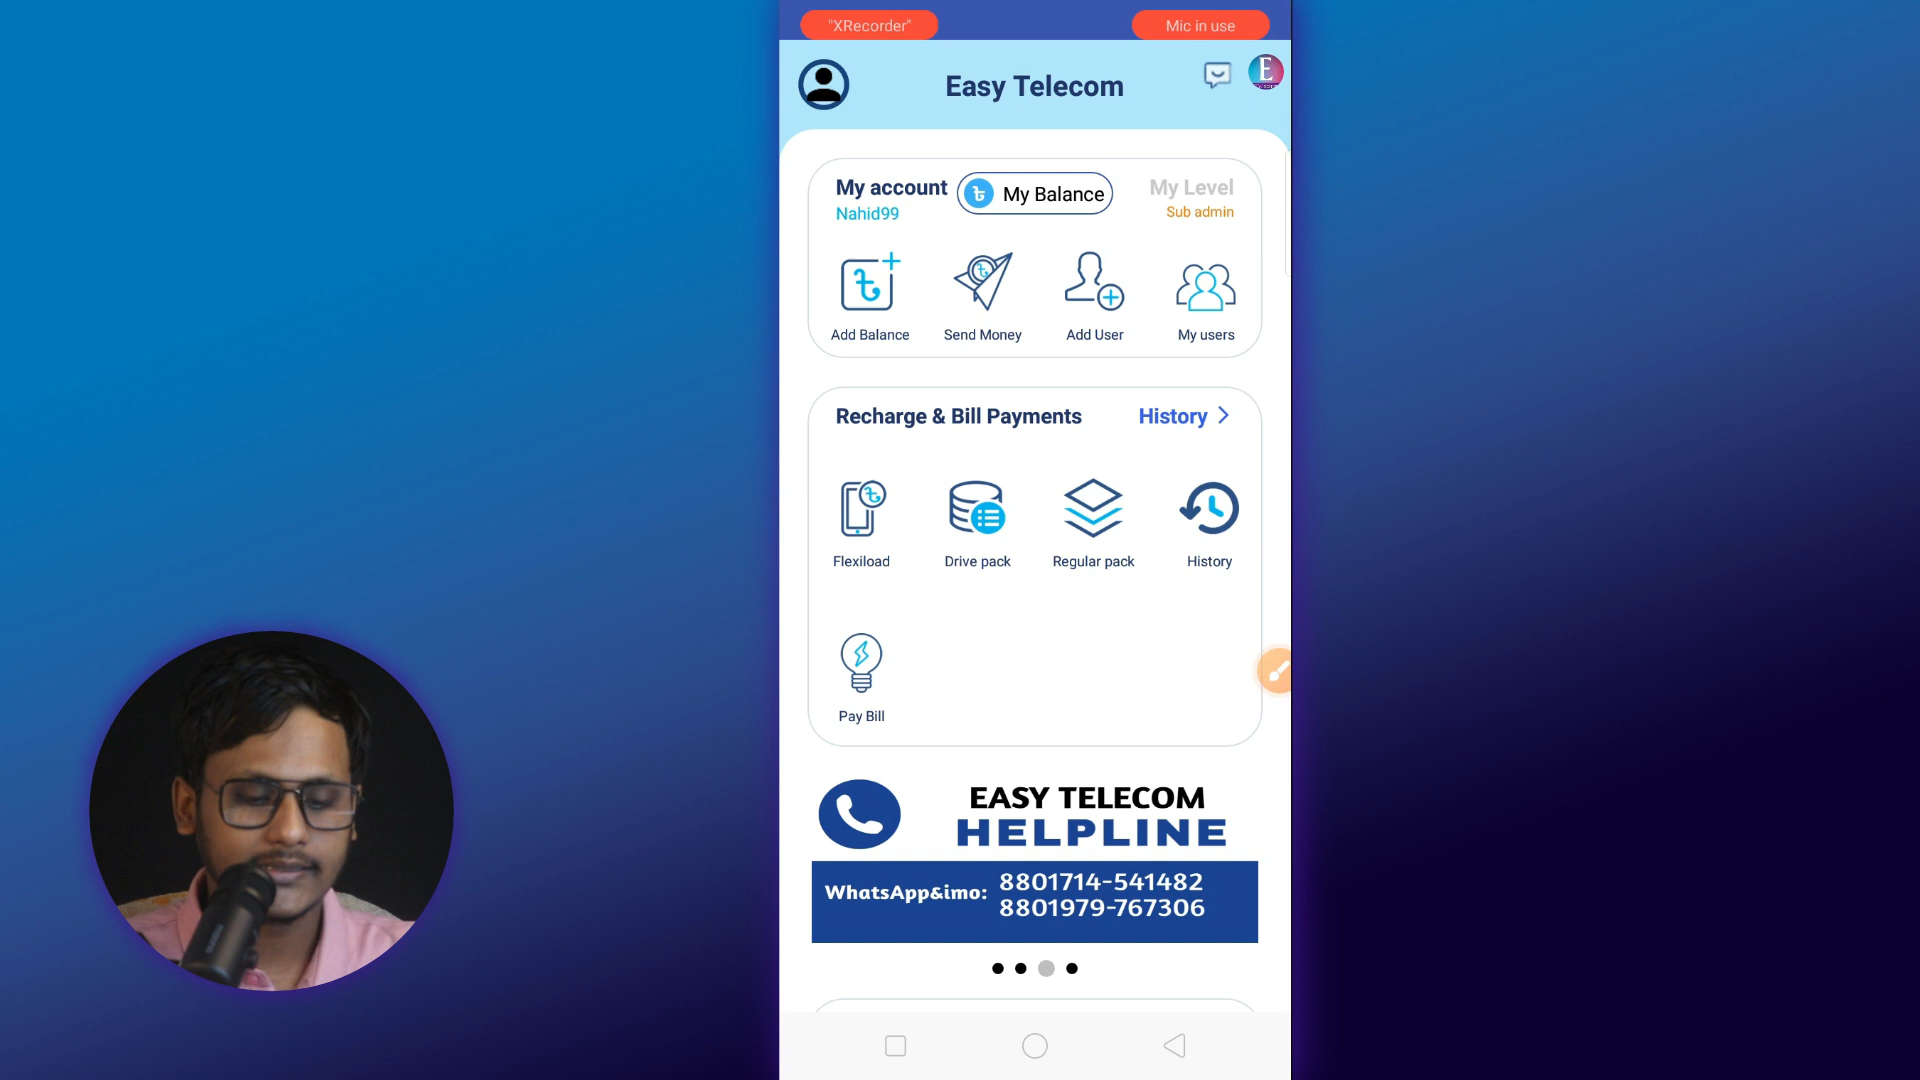 "XRecorder"
Mic in use
Easy Telecom
E
My account
My Balance
My Level
Nahid99
Sub admin
Add Balance
Send Money
Add User
My users
Recharge & Bill Payments
History
Flexiload
Drive pack
Regular pack
History
Pay Bill
EASY TELECOM
HELPLINE
WhatsApp&imo:
8801714-541482
8801979-767306